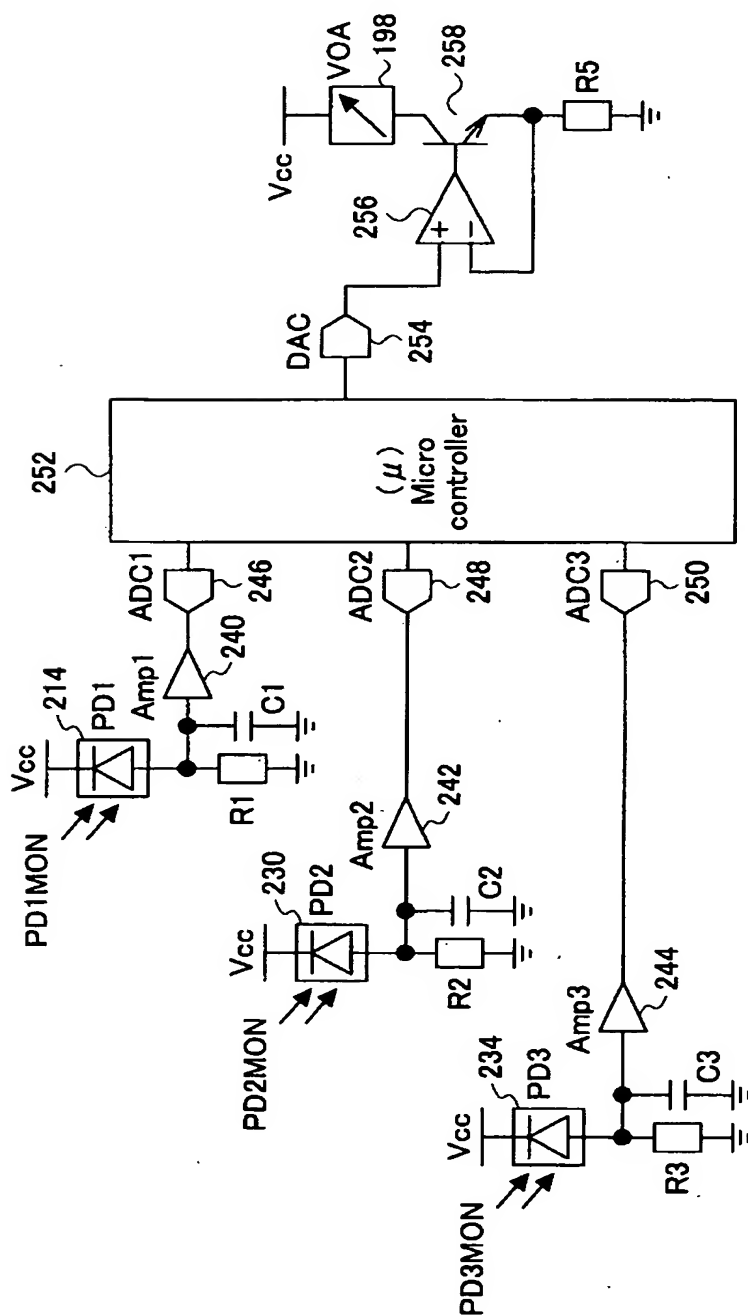 252
(μ)
Micro
controller
Vcc
214
PD1
PD1MON
R1
C1
Amp1
240
ADC1
246
Vcc
230
PD2
PD2MON
R2
C2
Amp2
242
ADC2
248
Vcc
234
PD3
PD3MON
R3
C3
Amp3
244
ADC3
250
DAC
254
256
+
−
Vcc
VOA
198
258
R5